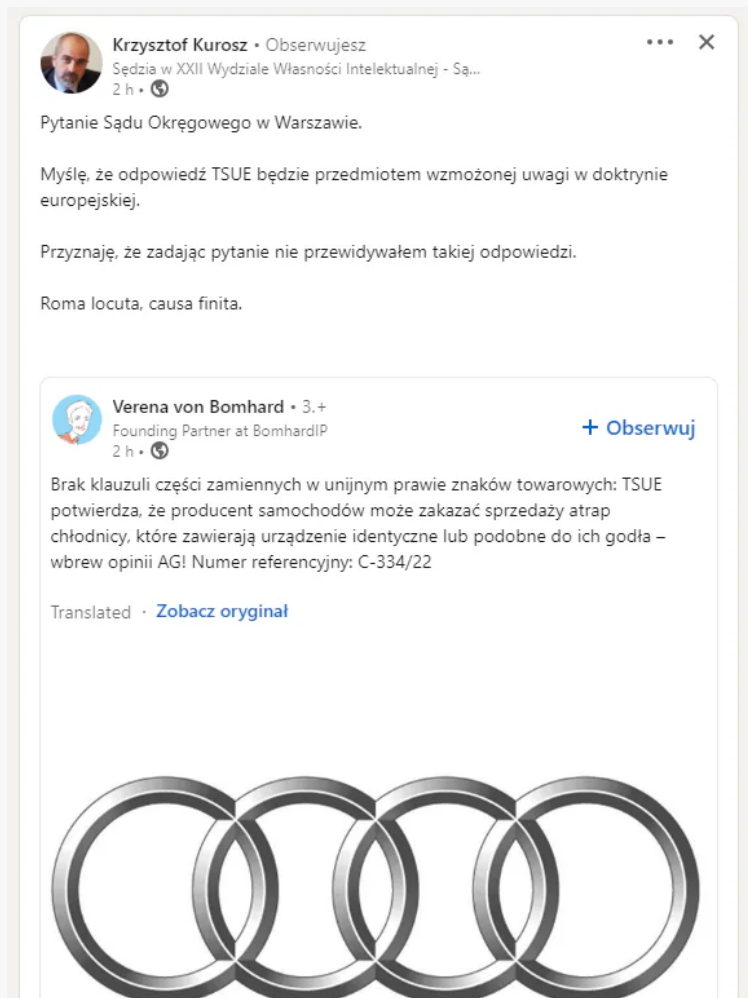 Krzysztof Kurosz • Obserwujesz
Sędzia w XXII Wydziale Własności Intelektualnej - Są...
2 h •
Pytanie Sądu Okręgowego w Warszawie.
Myślę, że odpowiedź TSUE będzie przedmiotem wzmożonej uwagi w doktrynie
europejskiej.
Przyznaję, że zadając pytanie nie przewidywałem takiej odpowiedzi.
Roma locuta, causa finita.
Verena von Bomhard • 3.+
Founding Partner at BomhardIP
2 h •
+ Obserwuj
Brak klauzuli części zamiennych w unijnym prawie znaków towarowych: TSUE
potwierdza, że producent samochodów może zakazać sprzedaży atrap
chłodnicy, które zawierają urządzenie identyczne lub podobne do ich godła –
wbrew opinii AG! Numer referencyjny: C-334/22
Translated · Zobacz oryginał